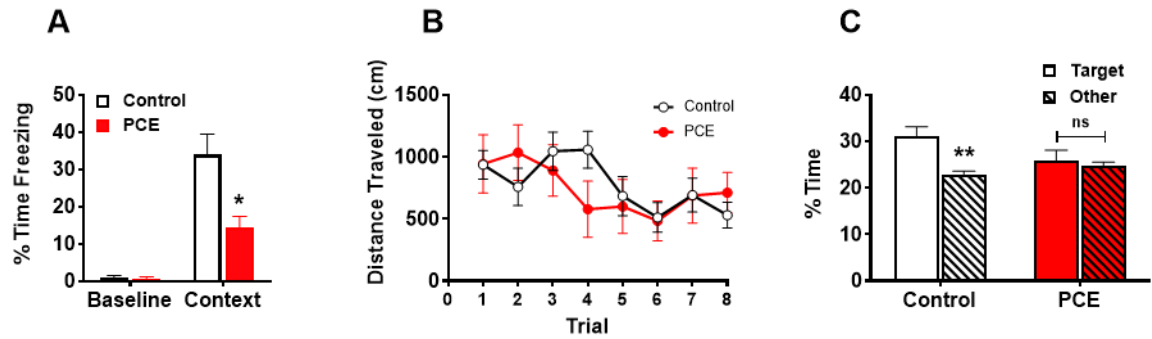 A
% Time Freezing
50
40
30
20
10
0
Control
PCE
*
Baseline Context
B
Distance Traveled (cm)
1500
1000
500
0
Control
PCE
0 1 2 3 4 5 6 7 8
Trial
C
Target
Other
% Time
40
30
20
10
0
**
ns
Control PCE